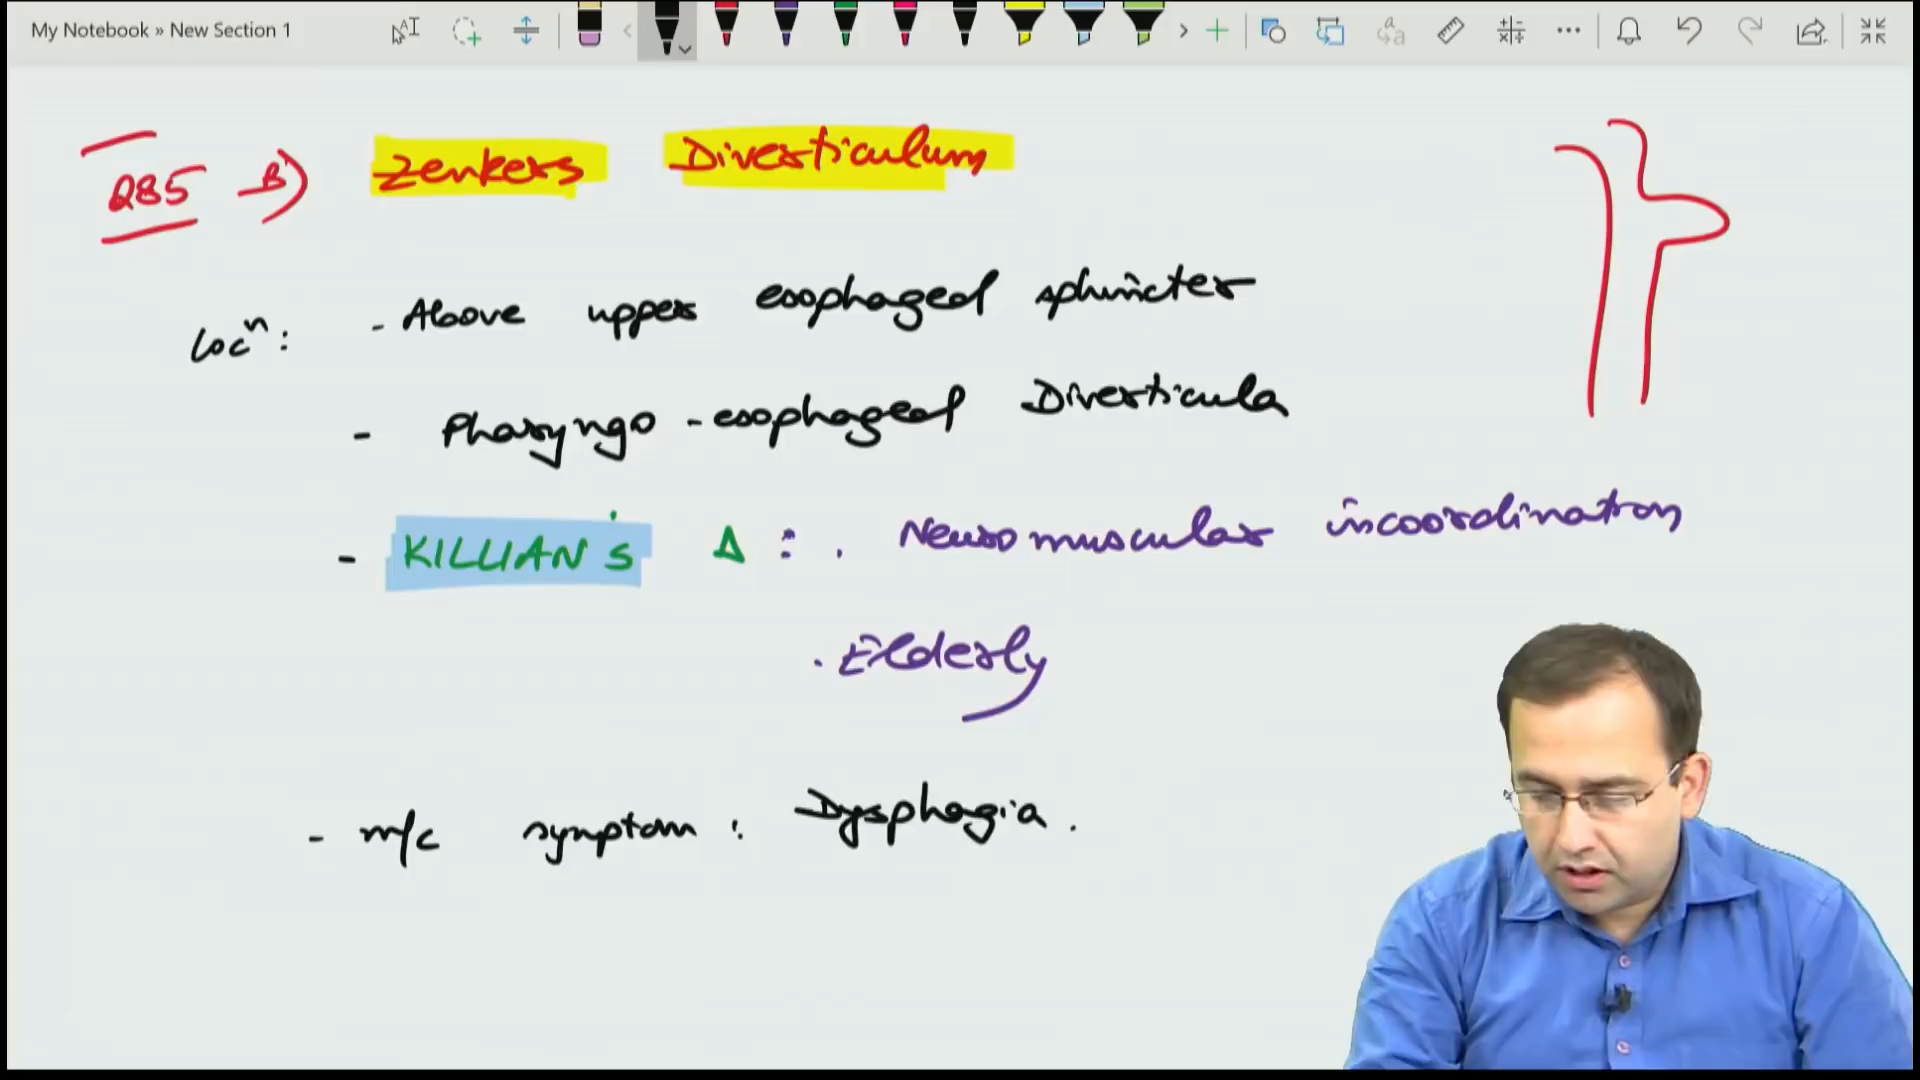 My Notebook » New Section 1
285 B) Zenkers Diverticulum
Locⁿ: - Above upper esophageal sphincter
- Pharyngo-esophageal Diverticula
- KILLIAN's Δ : . Neuromuscular incoordination
. Elderly
- m/c symptom : Dysphagia .